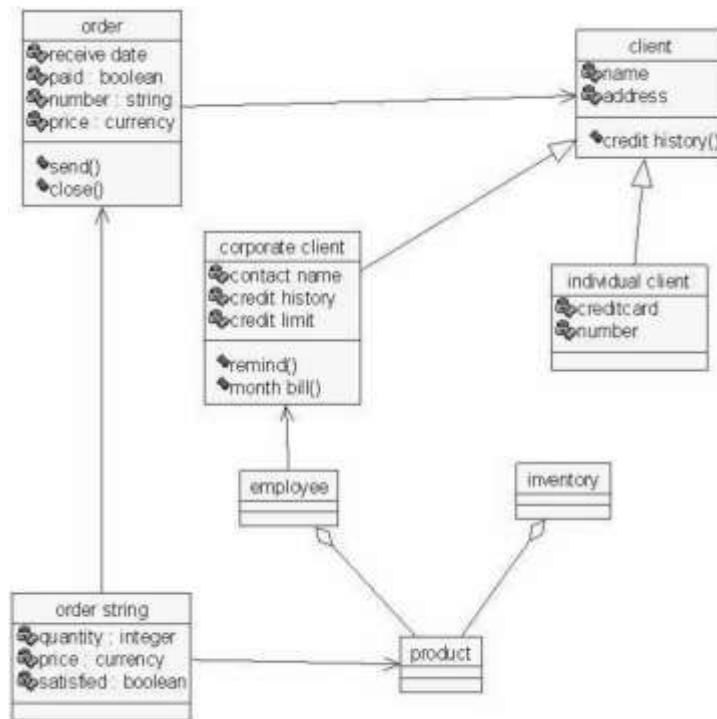 order
receive date
paid : boolean
number : string
price : currency
send()
close()
client
name
address
credit history()
corporate client
contact name
credit history
credit limit
remind()
month bill()
individual client
creditcard
number
employee
inventory
order string
quantity : integer
price : currency
satisfied : boolean
product